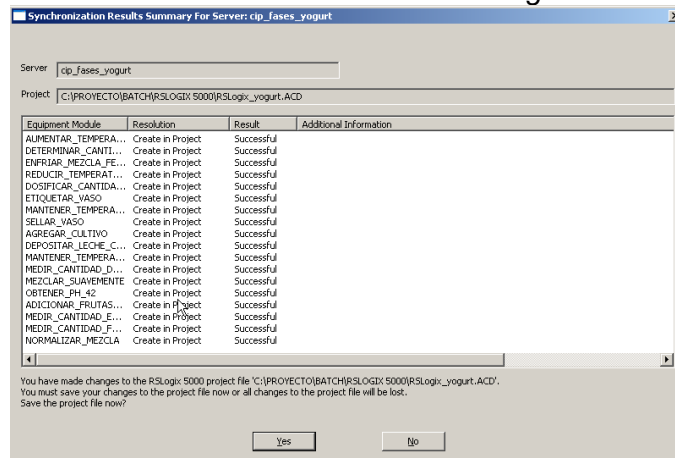 Synchronization Results Summary For Server: cip_fases_yogurt
Server cip_fases_yogurt
Project C:\PROYECTO\BATCH\RSLOGIX 5000\RSLogix_yogurt.ACD
Equipment Module Resolution Result Additional Information
AUMENTAR_TEMPERA... Create in Project Successful
DETERMINAR_CANTI... Create in Project Successful
ENFRIAR_MEZCLA_FE... Create in Project Successful
REDUCIR_TEMPERAT... Create in Project Successful
DOSIFICAR_CANTIDA... Create in Project Successful
ETIQUETAR_VASO Create in Project Successful
MANTENER_TEMPERA... Create in Project Successful
SELLAR_VASO Create in Project Successful
AGREGAR_CULTIVO Create in Project Successful
DEPOSITAR_LECHE_C... Create in Project Successful
MANTENER_TEMPERA... Create in Project Successful
MEDIR_CANTIDAD_D... Create in Project Successful
MEZCLAR_SUAVEMENTE Create in Project Successful
OBTENER_PH_42 Create in Project Successful
ADICIONAR_FRUTAS... Create in Project Successful
MEDIR_CANTIDAD_E... Create in Project Successful
MEDIR_CANTIDAD_F... Create in Project Successful
NORMALIZAR_MEZCLA Create in Project Successful
You have made changes to the RSLogix 5000 project file 'C:\PROYECTO\BATCH\RSLOGIX 5000\RSLogix_yogurt.ACD'.
You must save your changes to the project file now or all changes to the project file will be lost.
Save the project file now?
Yes No